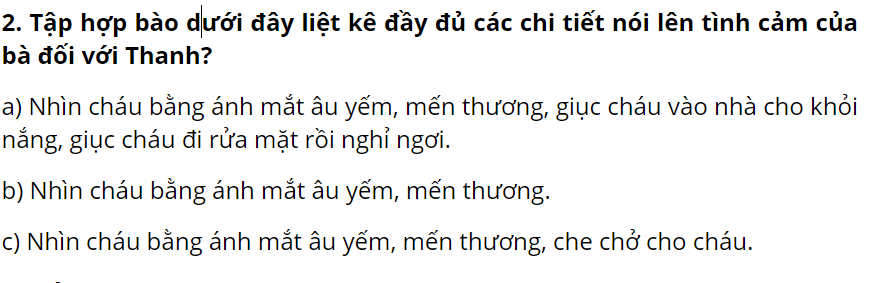 2. Tập hợp bào dưới đây liệt kê đầy đủ các chi tiết nói lên tình cảm của
bà đối với Thanh?
a) Nhìn cháu bằng ánh mắt âu yếm, mến thương, giục cháu vào nhà cho khỏi
nắng, giục cháu đi rửa mặt rồi nghỉ ngơi.
b) Nhìn cháu bằng ánh mắt âu yếm, mến thương.
c) Nhìn cháu bằng ánh mắt âu yếm, mến thương, che chở cho cháu.